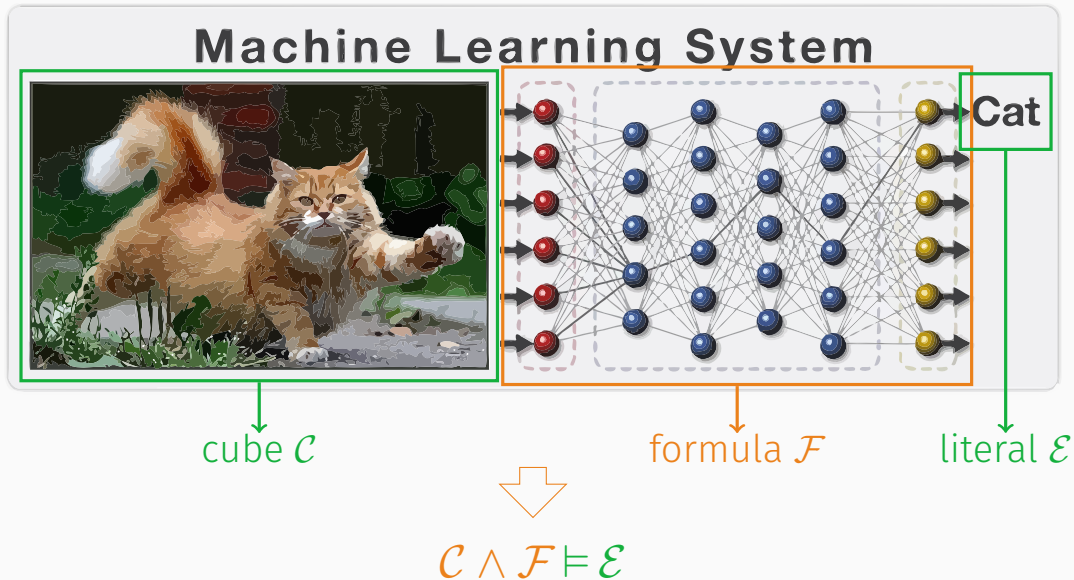 Machine Learning System
Cat
cube 𝒞
formula ℱ
literal ℰ
𝒞 ∧ ℱ ⊨ ℰ